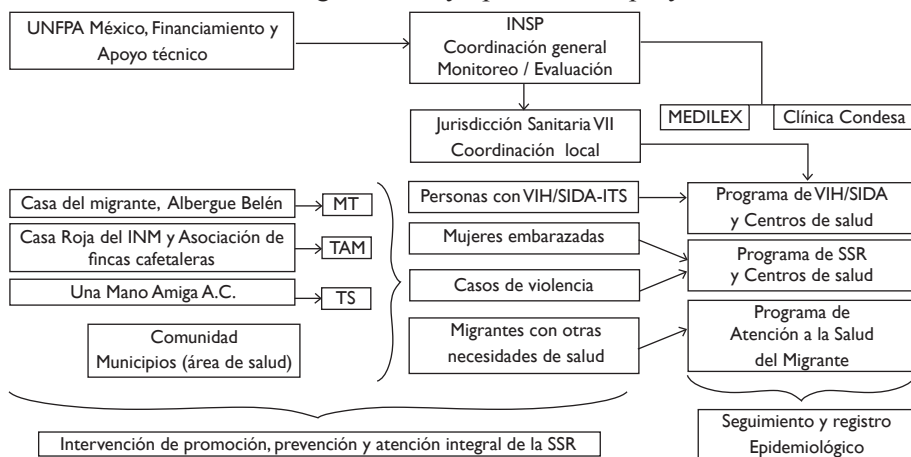 UNFPA México, Financiamiento y
Apoyo técnico
INSP
Coordinación general
Monitoreo / Evaluación
Jurisdicción Sanitaria VII
Coordinación local
MEDILEX
Clínica Condesa
Casa del migrante, Albergue Belén
MT
Casa Roja del INM y Asociación de
fincas cafetaleras
TAM
Una Mano Amiga A.C.
TS
Comunidad
Municipios (área de salud)
Personas con VIH/SIDA-ITS
Mujeres embarazadas
Casos de violencia
Migrantes con otras
necesidades de salud
Programa de VIH/SIDA
y Centros de salud
Programa de SSR
y Centros de salud
Programa de
Atención a la Salud
del Migrante
Intervención de promoción, prevención y atención integral de la SSR
Seguimiento y registro
Epidemiológico